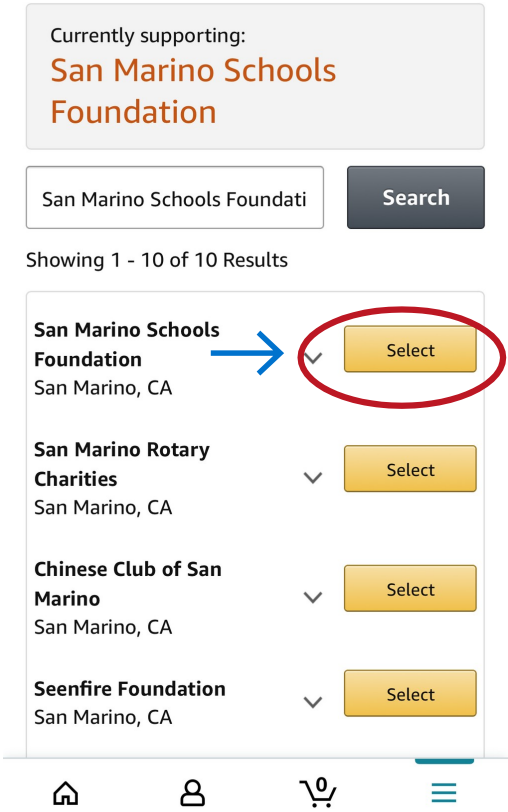 Currently supporting:
San Marino Schools
Foundation
San Marino Schools Foundati
Search
Showing 1 - 10 of 10 Results
San Marino Schools
Foundation
San Marino, CA
Select
San Marino Rotary
Charities
San Marino, CA
Select
Chinese Club of San
Marino
San Marino, CA
Select
Seenfire Foundation
San Marino, CA
Select
0